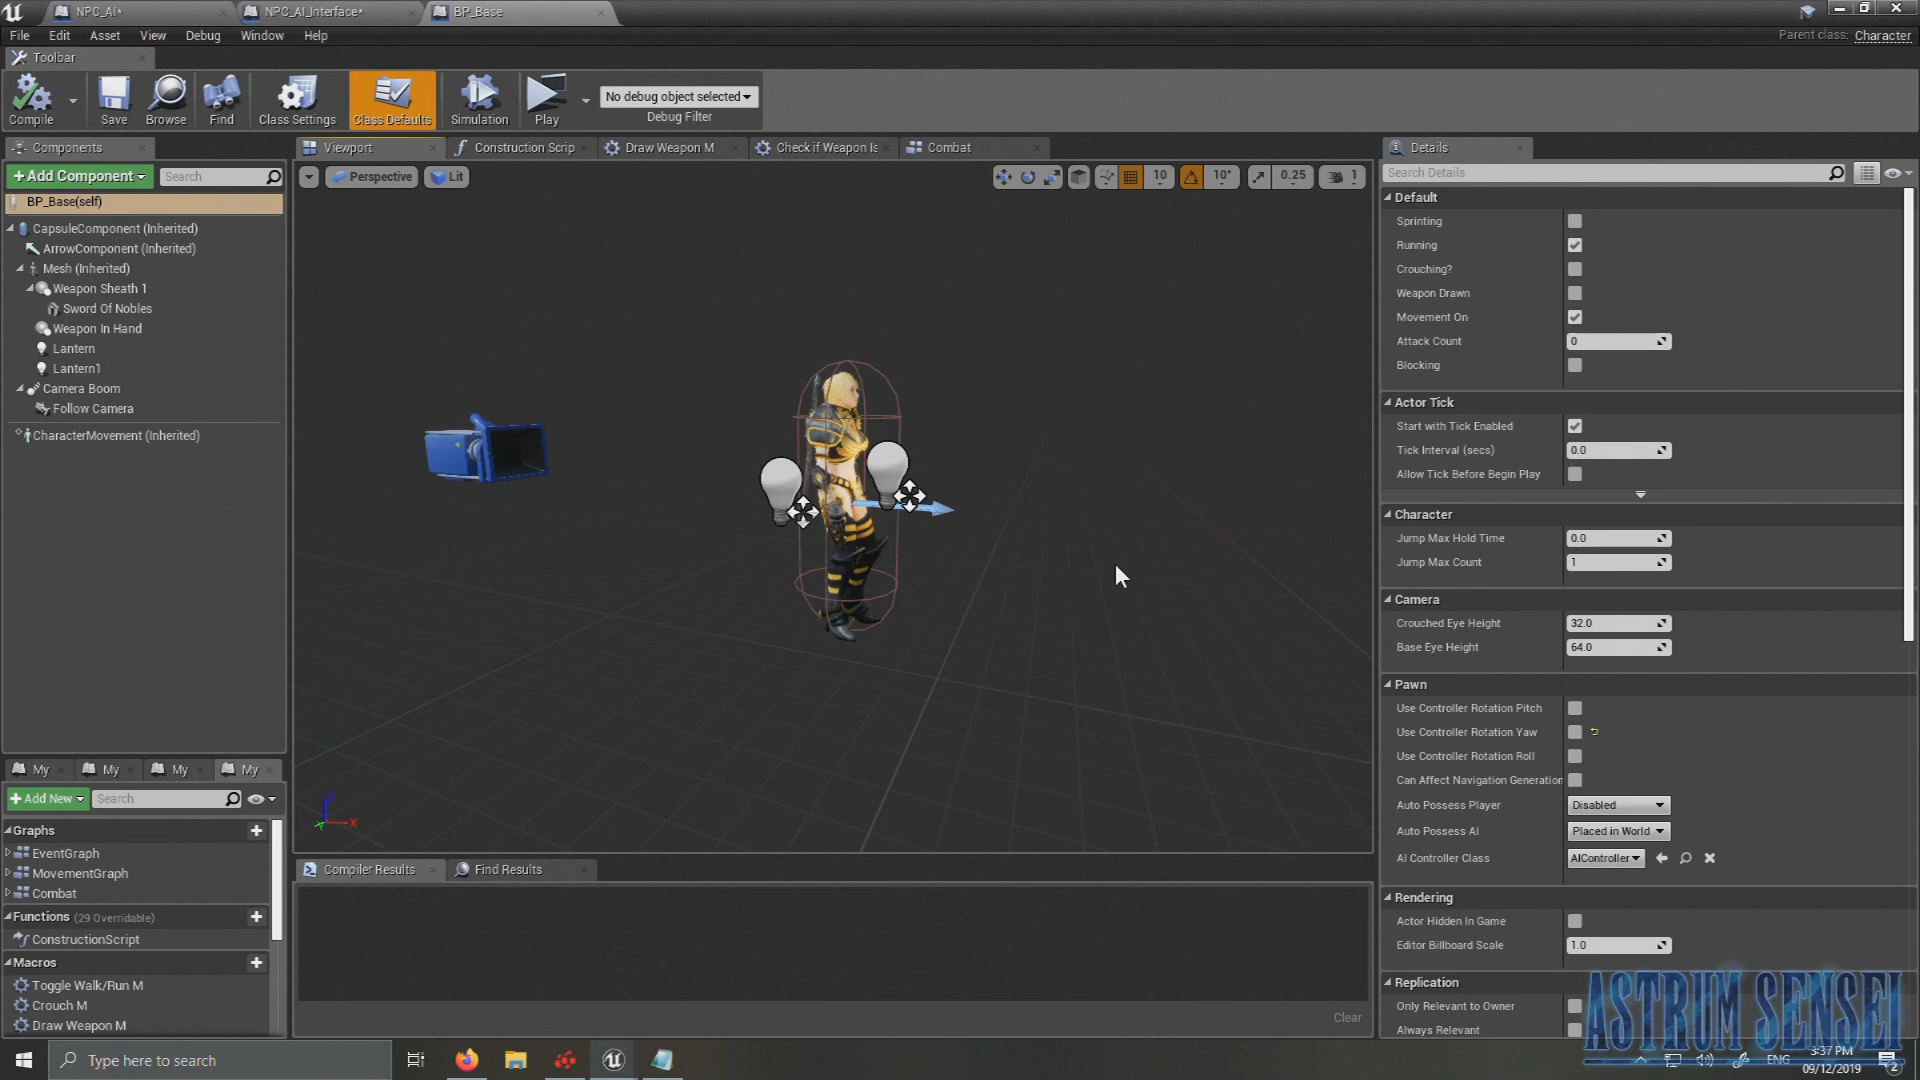 NPC_AI*
NPC_AI_Interface*
BP_Base
File Edit Asset View Debug Window Help
Parent class: Character
Toolbar
Compile
Save
Browse
Find
Class Settings
Class Defaults
Simulation
Play
No debug object selected
Debug Filter
Components
+Add Component
Search
BP_Base(self)
CapsuleComponent (Inherited)
ArrowComponent (Inherited)
Mesh (Inherited)
Weapon Sheath 1
Sword Of Nobles
Weapon In Hand
Lantern
Lantern1
Camera Boom
Follow Camera
CharacterMovement (Inherited)
My
My
My
My
+Add New
Search
Graphs
EventGraph
MovementGraph
Combat
Functions (29 Overridable)
ConstructionScript
Macros
Toggle Walk/Run M
Crouch M
Draw Weapon M
Viewport
Construction Scrip
Draw Weapon M
Check if Weapon Is
Combat
Perspective
Lit
10
10°
0.25
1
Z
X
Y
Compiler Results
Find Results
Clear
Details
Search Details
Default
Sprinting
Running
Crouching?
Weapon Drawn
Movement On
Attack Count 0
Blocking
Actor Tick
Start with Tick Enabled
Tick Interval (secs) 0.0
Allow Tick Before Begin Play
Character
Jump Max Hold Time 0.0
Jump Max Count 1
Camera
Crouched Eye Height 32.0
Base Eye Height 64.0
Pawn
Use Controller Rotation Pitch
Use Controller Rotation Yaw
Use Controller Rotation Roll
Can Affect Navigation Generation
Auto Possess Player Disabled
Auto Possess AI Placed in World
AI Controller Class AIController
Rendering
Actor Hidden In Game
Editor Billboard Scale 1.0
Replication
Only Relevant to Owner
Always Relevant
ASTRUM SENSEI
Type here to search
ENG
3:37 PM
09/12/2019
2